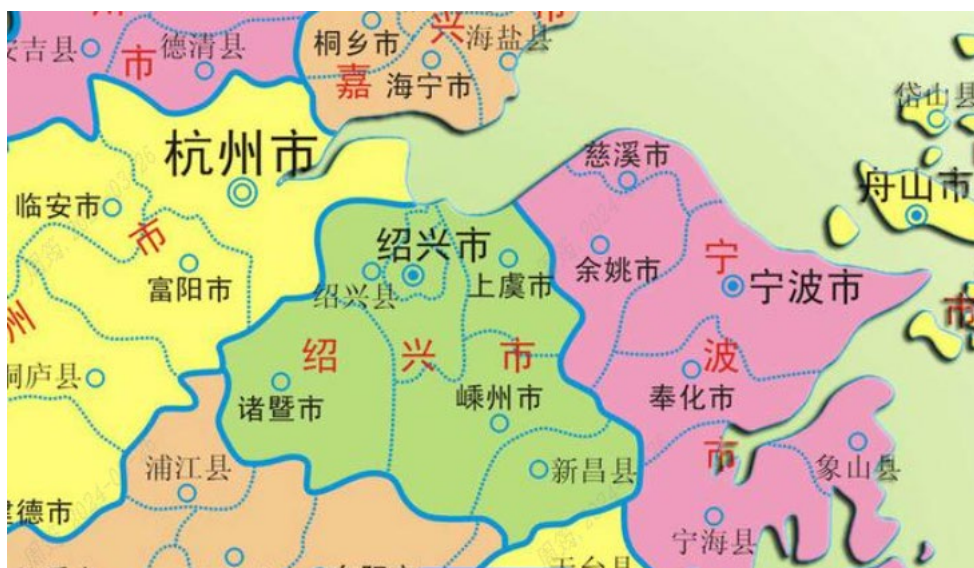 安吉县
德清县
市
桐乡市
兴
海盐县
市
嘉
海宁市
岱山县
杭州市
慈溪市
舟山市
临安市
市
富阳市
绍兴市
绍兴县
上虞市
余姚市
宁
宁波市
州
市
绍
兴
市
波
桐庐县
诸暨市
嵊州市
奉化市
浦江县
新昌县
市
象山县
建德市
宁海县
天台县